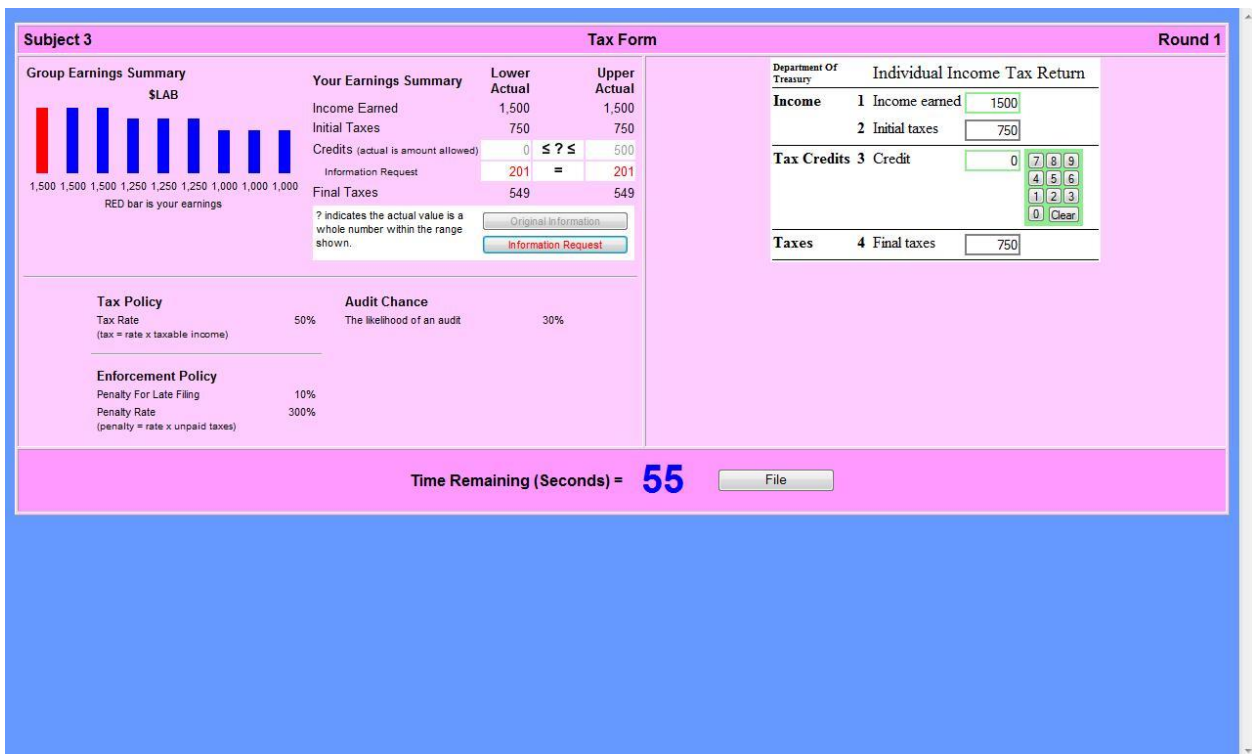 Subject 3 Tax Form Round 1
Group Earnings Summary
$LAB
1,500 1,500 1,500 1,250 1,250 1,250 1,000 1,000 1,000
RED bar is your earnings
Your Earnings Summary Lower Actual Upper Actual
Income Earned 1,500 1,500
Initial Taxes 750 750
Credits (actual is amount allowed) 0 ≤ ? ≤ 500
Information Request 201 = 201
Final Taxes 549 549
? indicates the actual value is a
whole number within the range
shown.
Original Information
Information Request
Tax Policy
Tax Rate 50%
(tax = rate x taxable income)
Audit Chance
The likelihood of an audit 30%
Enforcement Policy
Penalty For Late Filing 10%
Penalty Rate 300%
(penalty = rate x unpaid taxes)
Department Of
Treasury
Individual Income Tax Return
Income 1 Income earned 1500
2 Initial taxes 750
Tax Credits 3 Credit 0
7 8 9
4 5 6
1 2 3
0 Clear
Taxes 4 Final taxes 750
Time Remaining (Seconds) = 55 File